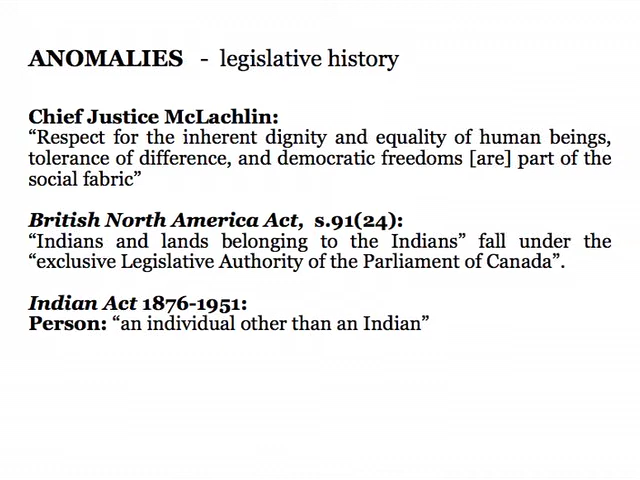 ANOMALIES - legislative history
Chief Justice McLachlin:
“Respect for the inherent dignity and equality of human beings,
tolerance of difference, and democratic freedoms [are] part of the
social fabric”
British North America Act, s.91(24):
“Indians and lands belonging to the Indians” fall under the
“exclusive Legislative Authority of the Parliament of Canada”.
Indian Act 1876-1951:
Person: “an individual other than an Indian”